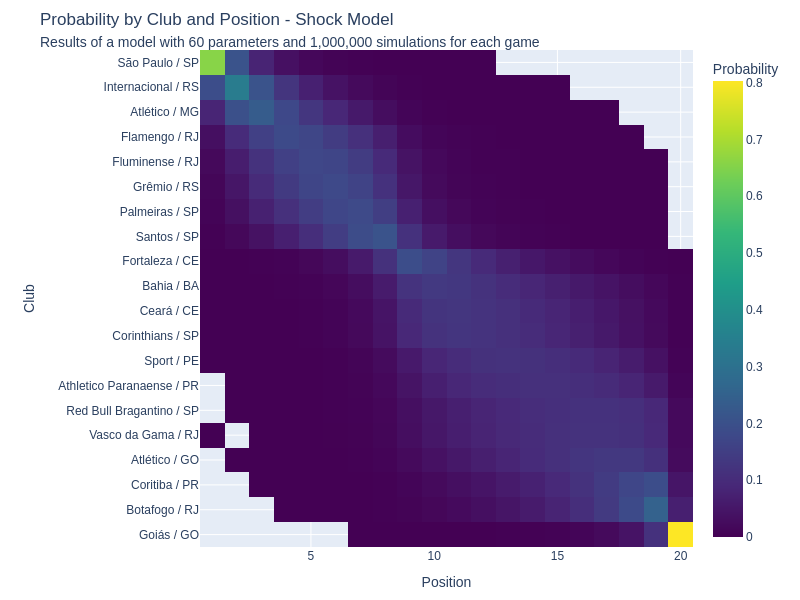 Probability by Club and Position - Shock Model
Results of a model with 60 parameters and 1,000,000 simulations for each game
Probability
São Paulo / SP
Internacional / RS
Atlético / MG
Flamengo / RJ
Fluminense / RJ
Grêmio / RS
Palmeiras / SP
Santos / SP
Fortaleza / CE
Bahia / BA
Ceará / CE
Corinthians / SP
Sport / PE
Athletico Paranaense / PR
Red Bull Bragantino / SP
Vasco da Gama / RJ
Atlético / GO
Coritiba / PR
Botafogo / RJ
Goiás / GO
Club
5
10
15
20
Position
0.8
0.7
0.6
0.5
0.4
0.3
0.2
0.1
0